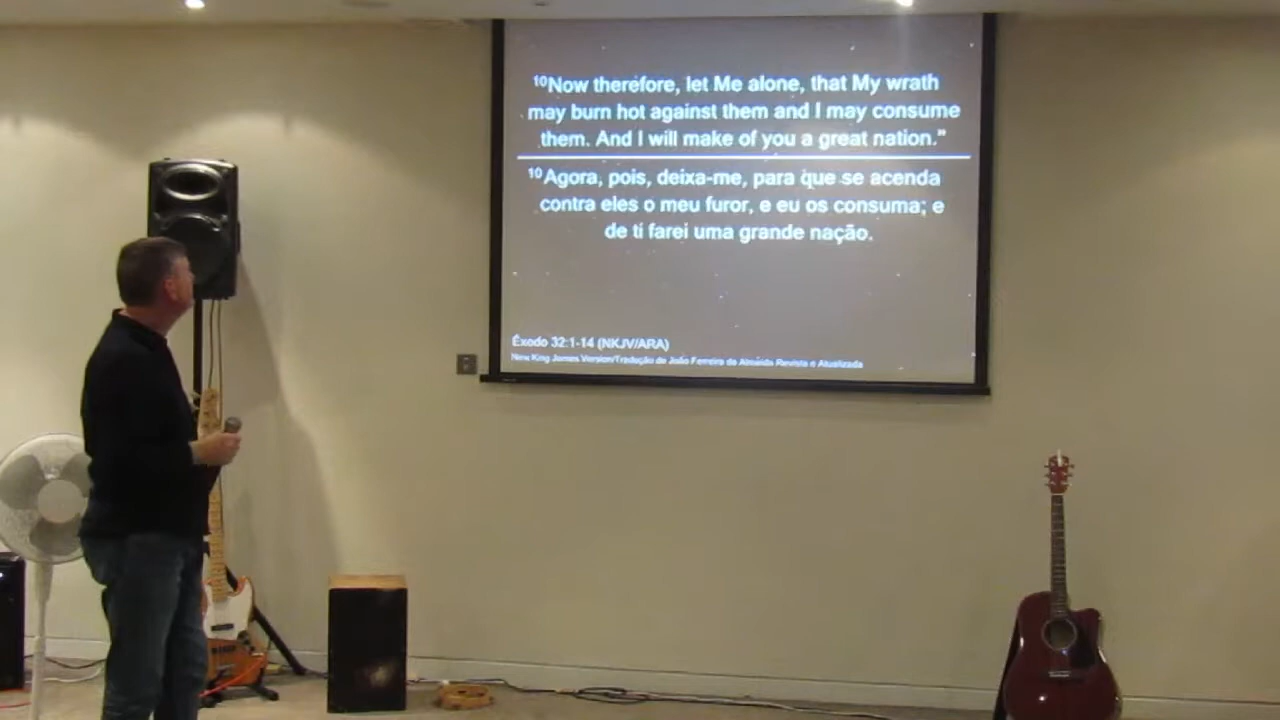 ¹⁰Now therefore, let Me alone, that My wrath
may burn hot against them and I may consume
them. And I will make of you a great nation."
¹⁰Agora, pois, deixa-me, para que se acenda
contra eles o meu furor, e eu os consuma; e
de ti farei uma grande nação.
Êxodo 32:1-14 (NKJV/ARA)
New King James Version/Tradução de João Ferreira de Almeida Revista e Atualizada